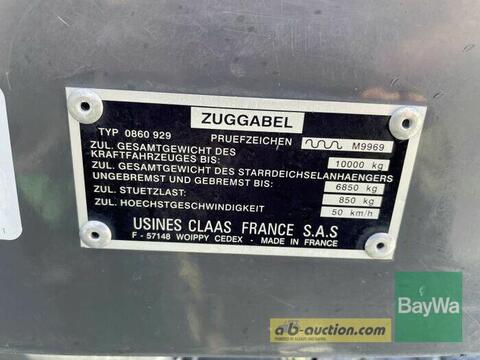 ZUGGABEL
TYP 0860 929 PRUEFZEICHEN M9969
ZUL. GESAMTGEWICHT DES
KRAFTFAHRZEUGES BIS: 10000 kg
ZUL. GESAMTGEWICHT DES STARRDEICHSELANHAENGERS
UNGEBREMST UND GEBREMST BIS: 6850 kg
ZUL. STUETZLAST: 850 kg
ZUL. HOECHSTGESCHWINDIGKEIT 50 km/h
USINES CLAAS FRANCE S.A.S
F - 57148 WOIPPY CEDEX - MADE IN FRANCE
BayWa
a b-auction.com